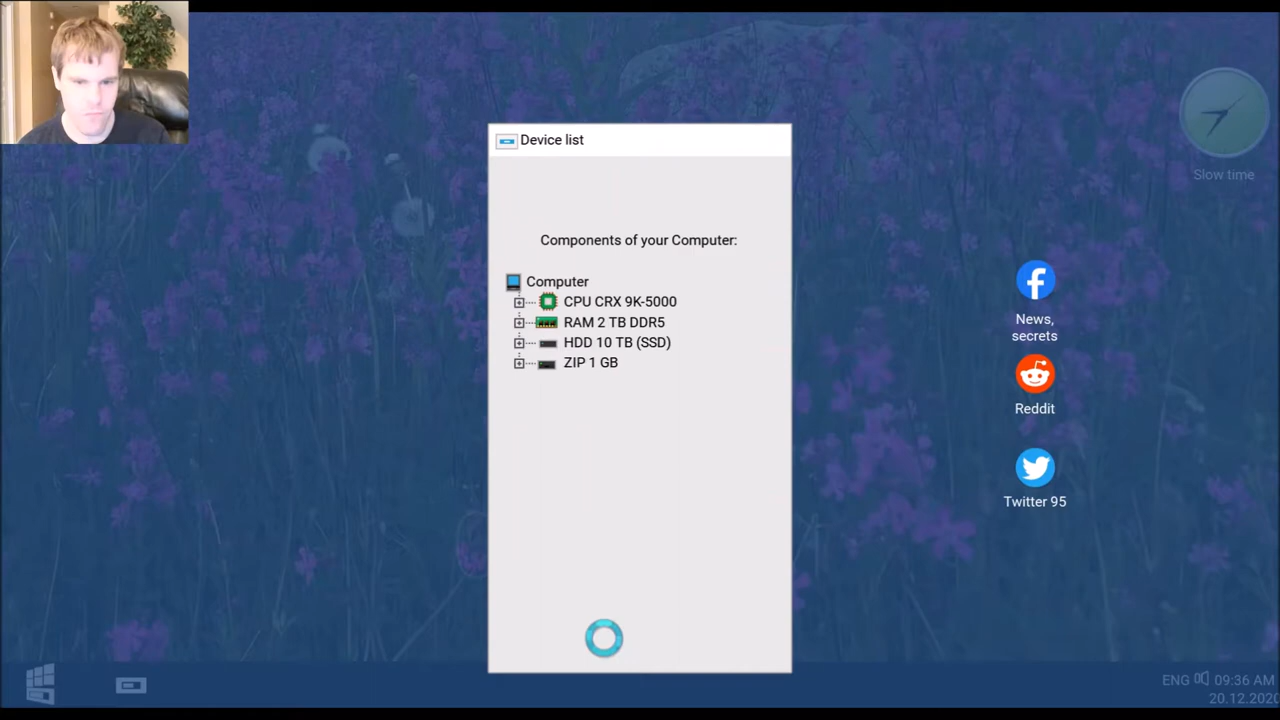 Device list
Slow time
Components of your Computer:
Computer
CPU CRX 9K-5000
RAM 2 TB DDR5
HDD 10 TB (SSD)
ZIP 1 GB
News,
secrets
Reddit
Twitter 95
ENG 09:36 AM
20.12.2020